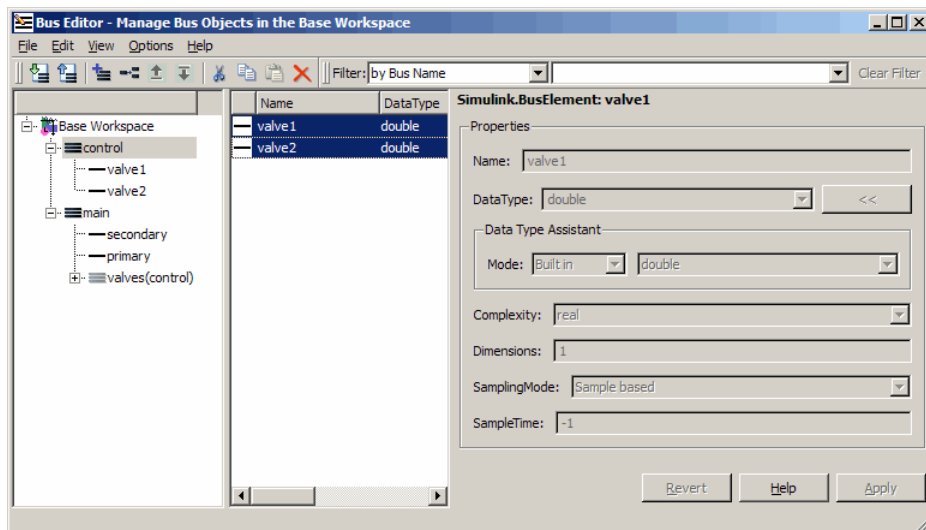 Bus Editor - Manage Bus Objects in the Base Workspace
File Edit View Options Help
Filter: by Bus Name Clear Filter
Base Workspace
control
valve1
valve2
main
secondary
primary
valves(control)
Name DataType
valve1 double
valve2 double
Simulink.BusElement: valve1
Properties
Name: valve1
DataType: double <<
Data Type Assistant
Mode: Built in double
Complexity: real
Dimensions: 1
SamplingMode: Sample based
SampleTime: -1
Revert Help Apply